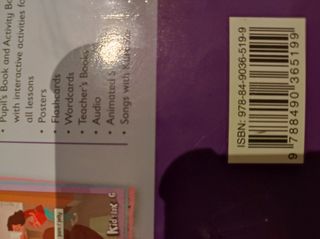 Pupil's Book and Activity Bo
with interactive activities fo
all lessons
• Posters
• Flashcards
• Wordcards
• Teacher's Books
• Audio
• Animated S
• Songs with
ISBN: 978-84-9036-519-9
9 788490 365199